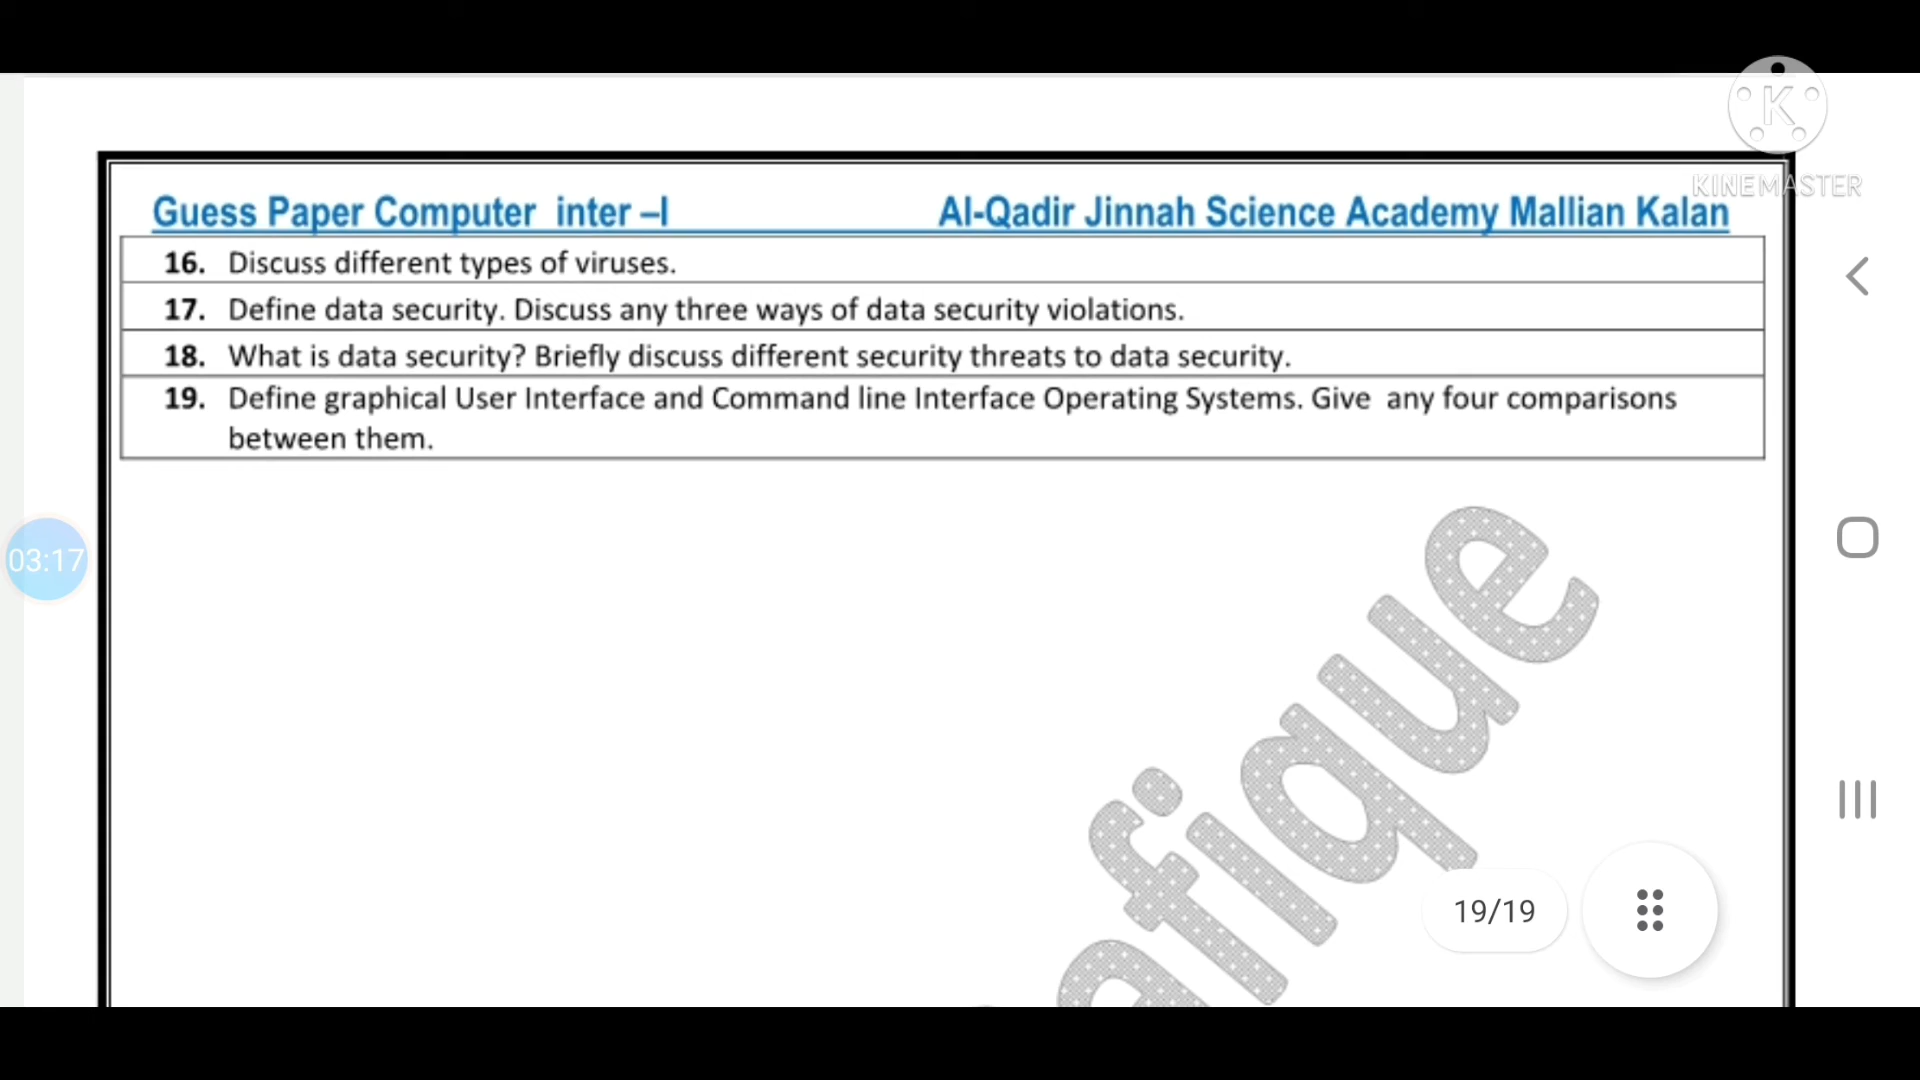 KINEMASTER
Guess Paper Computer inter –I Al-Qadir Jinnah Science Academy Mallian Kalan
16. Discuss different types of viruses.
17. Define data security. Discuss any three ways of data security violations.
18. What is data security? Briefly discuss different security threats to data security.
19. Define graphical User Interface and Command line Interface Operating Systems. Give any four comparisons
between them.
03:17
afique
19/19